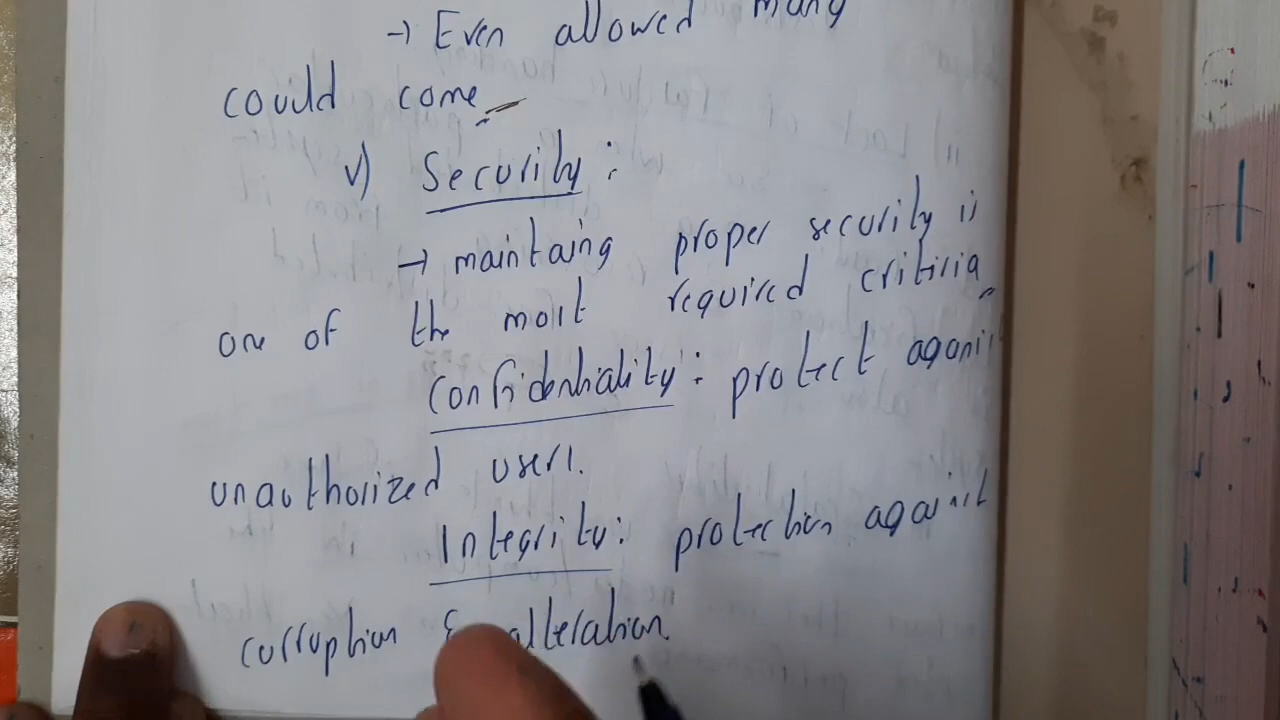 → Even allowed many
could come
v) Security :
→ maintaing proper security is
one of the most required critiria
Confidentiality : protect against
unauthorized users.
Integrity : protection against
corruption & alteration